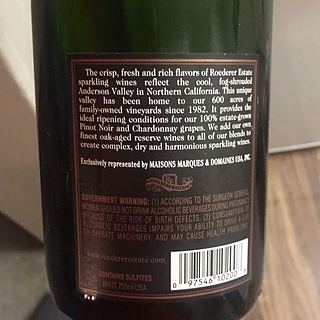 The crisp, fresh and rich flavors of Roederer Estate
sparkling wines reflect the cool, fog-shrouded
Anderson Valley in Northern California. This unique
valley has been home to our 600 acres of
family-owned vineyards since 1982. It provides the
ideal ripening conditions for our 100% estate-grown
Pinot Noir and Chardonnay grapes. We add our own
finest oak-aged reserve wines to all of our blends to
create complex, dry and harmonious sparkling wines.
Exclusively represented by MAISONS MARQUES & DOMAINES USA, INC.
GOVERNMENT WARNING: (1) ACCORDING TO THE SURGEON GENERAL,
WOMEN SHOULD NOT DRINK ALCOHOLIC BEVERAGES DURING PREGNANCY
BECAUSE OF THE RISK OF BIRTH DEFECTS. (2) CONSUMPTION OF
ALCOHOLIC BEVERAGES IMPAIRS YOUR ABILITY TO DRIVE A CAR
OR OPERATE MACHINERY, AND MAY CAUSE HEALTH PROBLEMS.
www.roedererestate.com
CONTAINS SULFITES
BRUT 750ml USA
0 97546 10200